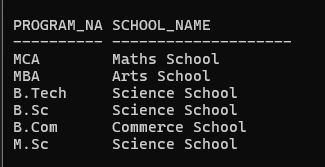 PROGRAM_NA SCHOOL_NAME
---------- --------------------
MCA        Maths School
MBA        Arts School
B.Tech     Science School
B.Sc       Science School
B.Com      Commerce School
M.Sc       Science School